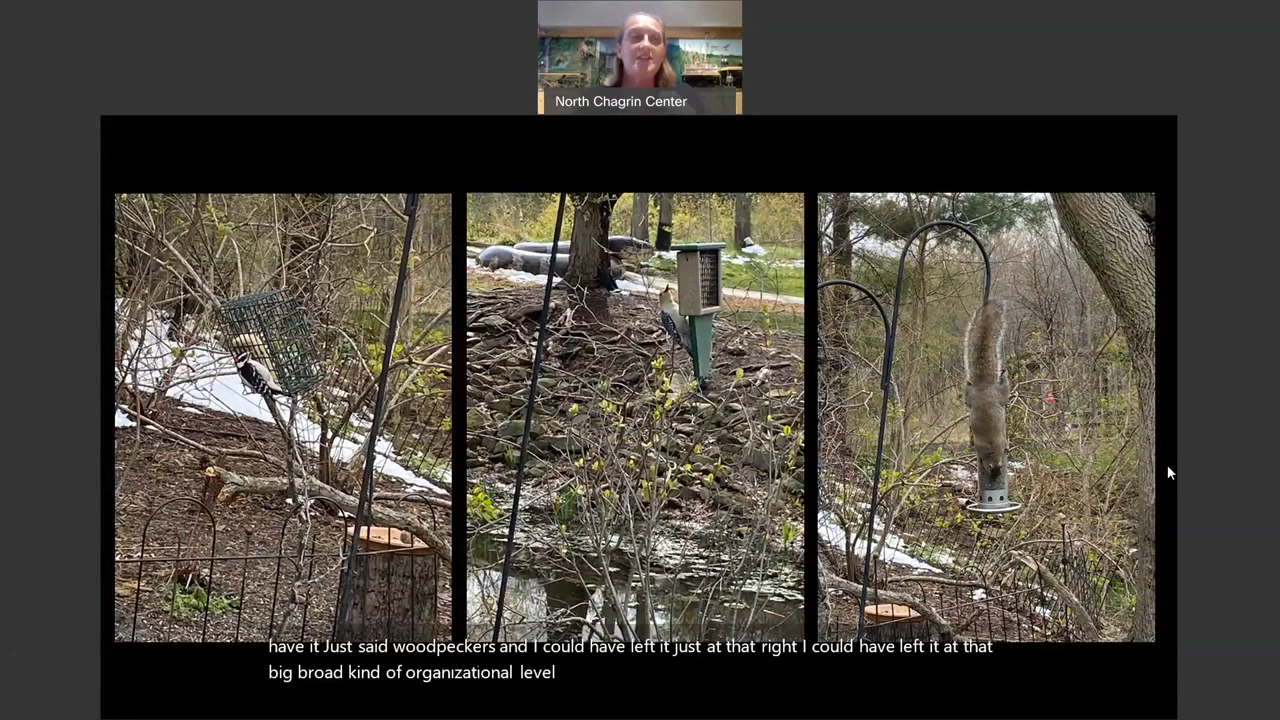 North Chagrin Center
have it Just said woodpeckers and I could have left it just at that right I could have left it at that
big broad kind of organizational level